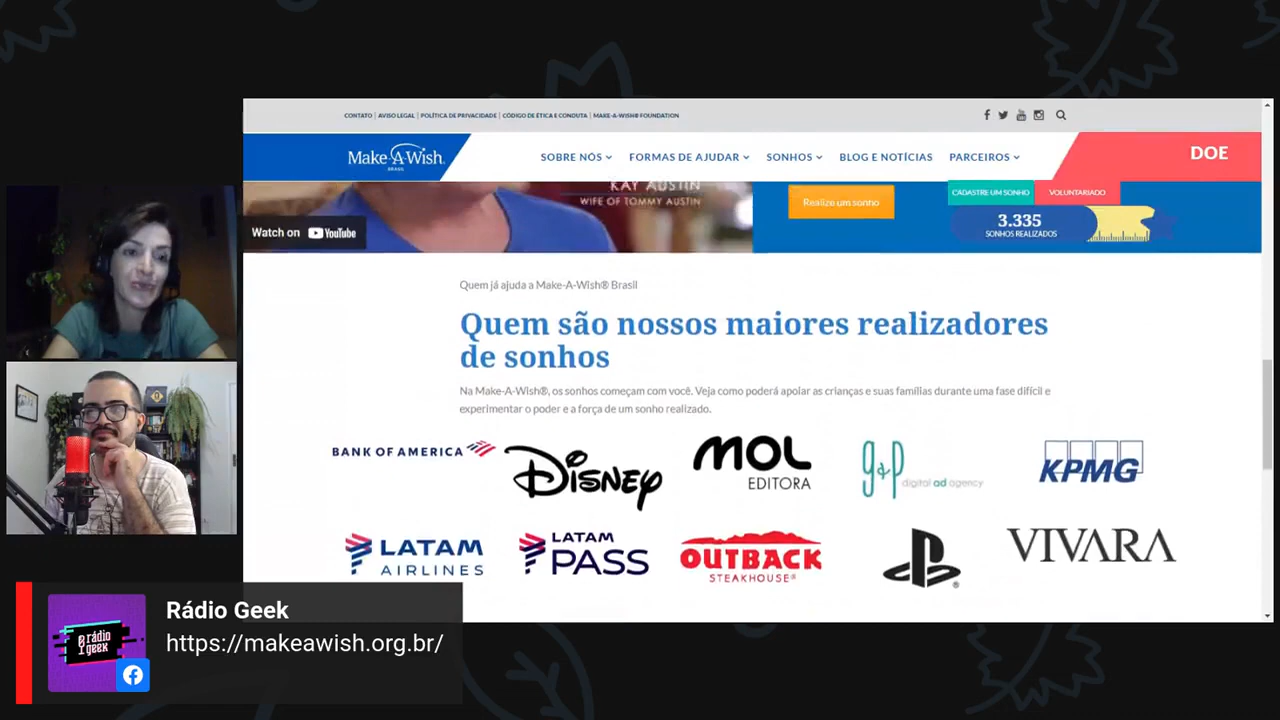 CONTATO | AVISO LEGAL | POLÍTICA DE PRIVACIDADE | CÓDIGO DE ÉTICA E CONDUTA | MAKE-A-WISH® FOUNDATION
Make-A-Wish.
BRASIL
SOBRE NÓS
FORMAS DE AJUDAR
SONHOS
BLOG E NOTÍCIAS
PARCEIROS
DOE
KAY AUSTIN
WIFE OF TOMMY AUSTIN
Watch on YouTube
Realize um sonho
CADASTRE UM SONHO
VOLUNTARIADO
3.335
SONHOS REALIZADOS
Quem já ajuda a Make-A-Wish® Brasil
Quem são nossos maiores realizadores
de sonhos
Na Make-A-Wish®, os sonhos começam com você. Veja como poderá apoiar as crianças e suas famílias durante uma fase difícil e
experimentar o poder e a força de um sonho realizado.
BANK OF AMERICA
DISNEY
MOL
EDITORA
g&p
digital ad agency
KPMG
LATAM
AIRLINES
LATAM
PASS
OUTBACK
STEAKHOUSE®
VIVARA
rádio
geek
Rádio Geek
https://makeawish.org.br/